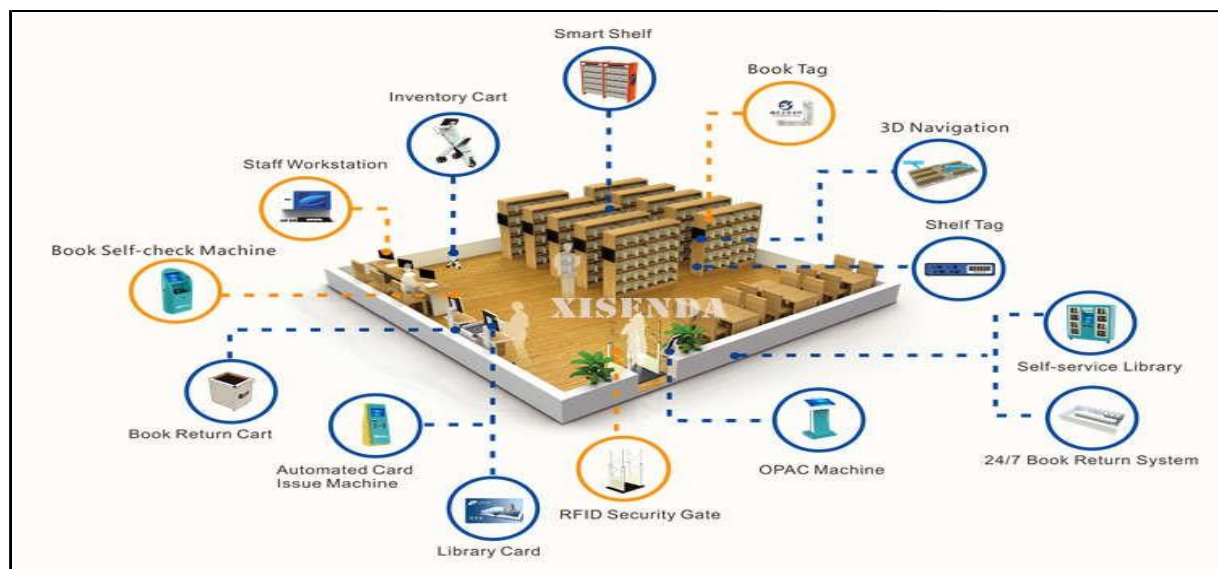 Smart Shelf
Book Tag
Inventory Cart
3D Navigation
Staff Workstation
Shelf Tag
Book Self-check Machine
XISENDA
Self-service Library
Book Return Cart
24/7 Book Return System
Automated Card
Issue Machine
OPAC Machine
RFID Security Gate
Library Card